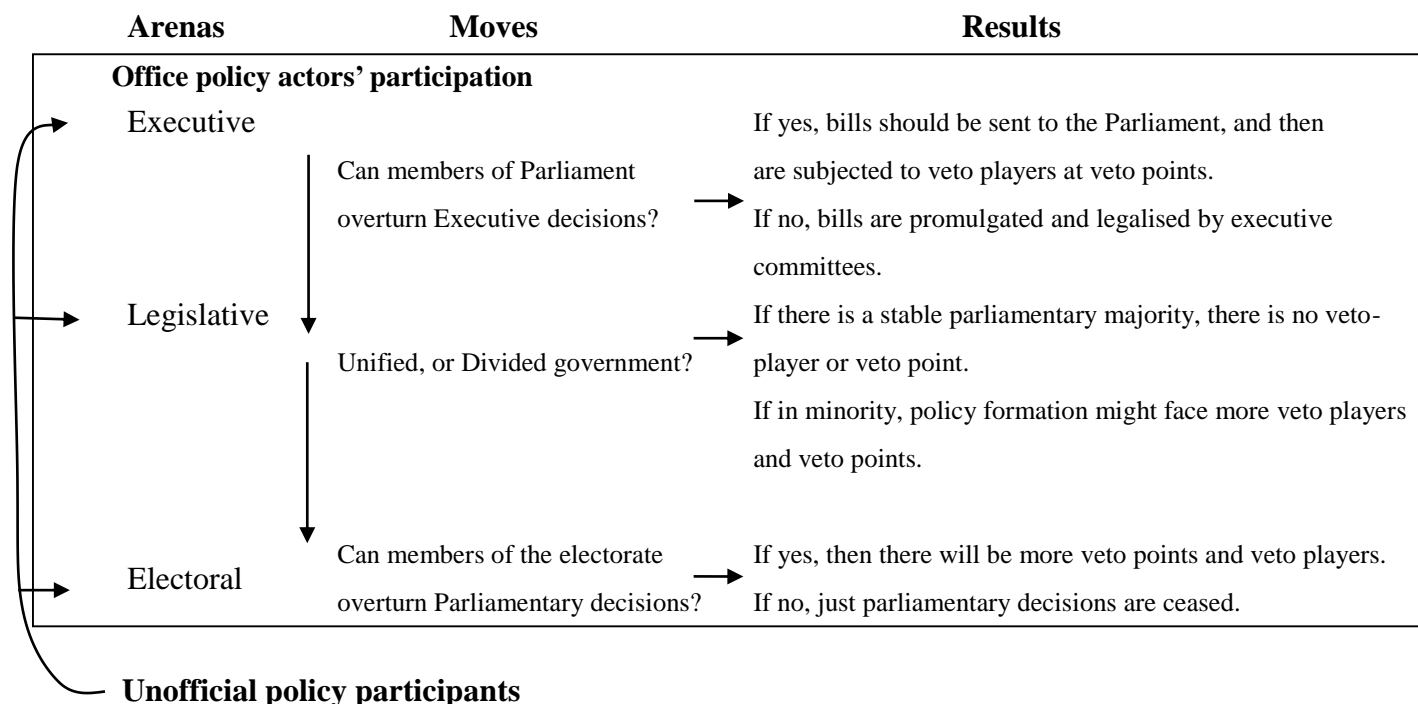 Arenas Moves Results
Office policy actors' participation
Executive
If yes, bills should be sent to the Parliament, and then
are subjected to veto players at veto points.
Can members of Parliament
overturn Executive decisions?
If no, bills are promulgated and legalised by executive
committees.
Legislative
If there is a stable parliamentary majority, there is no veto-
player or veto point.
Unified, or Divided government?
If in minority, policy formation might face more veto players
and veto points.
Electoral
Can members of the electorate
overturn Parliamentary decisions?
If yes, then there will be more veto points and veto players.
If no, just parliamentary decisions are ceased.
Unofficial policy participants